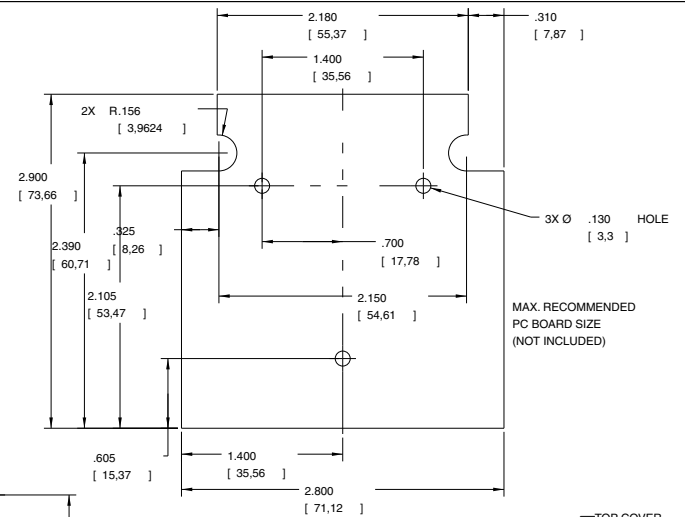 2.180
[ 55,37 ]
.310
[ 7,87 ]
1.400
[ 35,56 ]
2X R.156
[ 3,9624 ]
2.900
[ 73,66 ]
3X Ø .130 HOLE
[ 3,3 ]
.325
[ 8,26 ]
2.390
[ 60,71 ]
.700
[ 17,78 ]
2.105
[ 53,47 ]
2.150
[ 54,61 ]
MAX. RECOMMENDED
PC BOARD SIZE
(NOT INCLUDED)
.605
[ 15,37 ]
1.400
[ 35,56 ]
2.800
[ 71,12 ]
TOP COVER